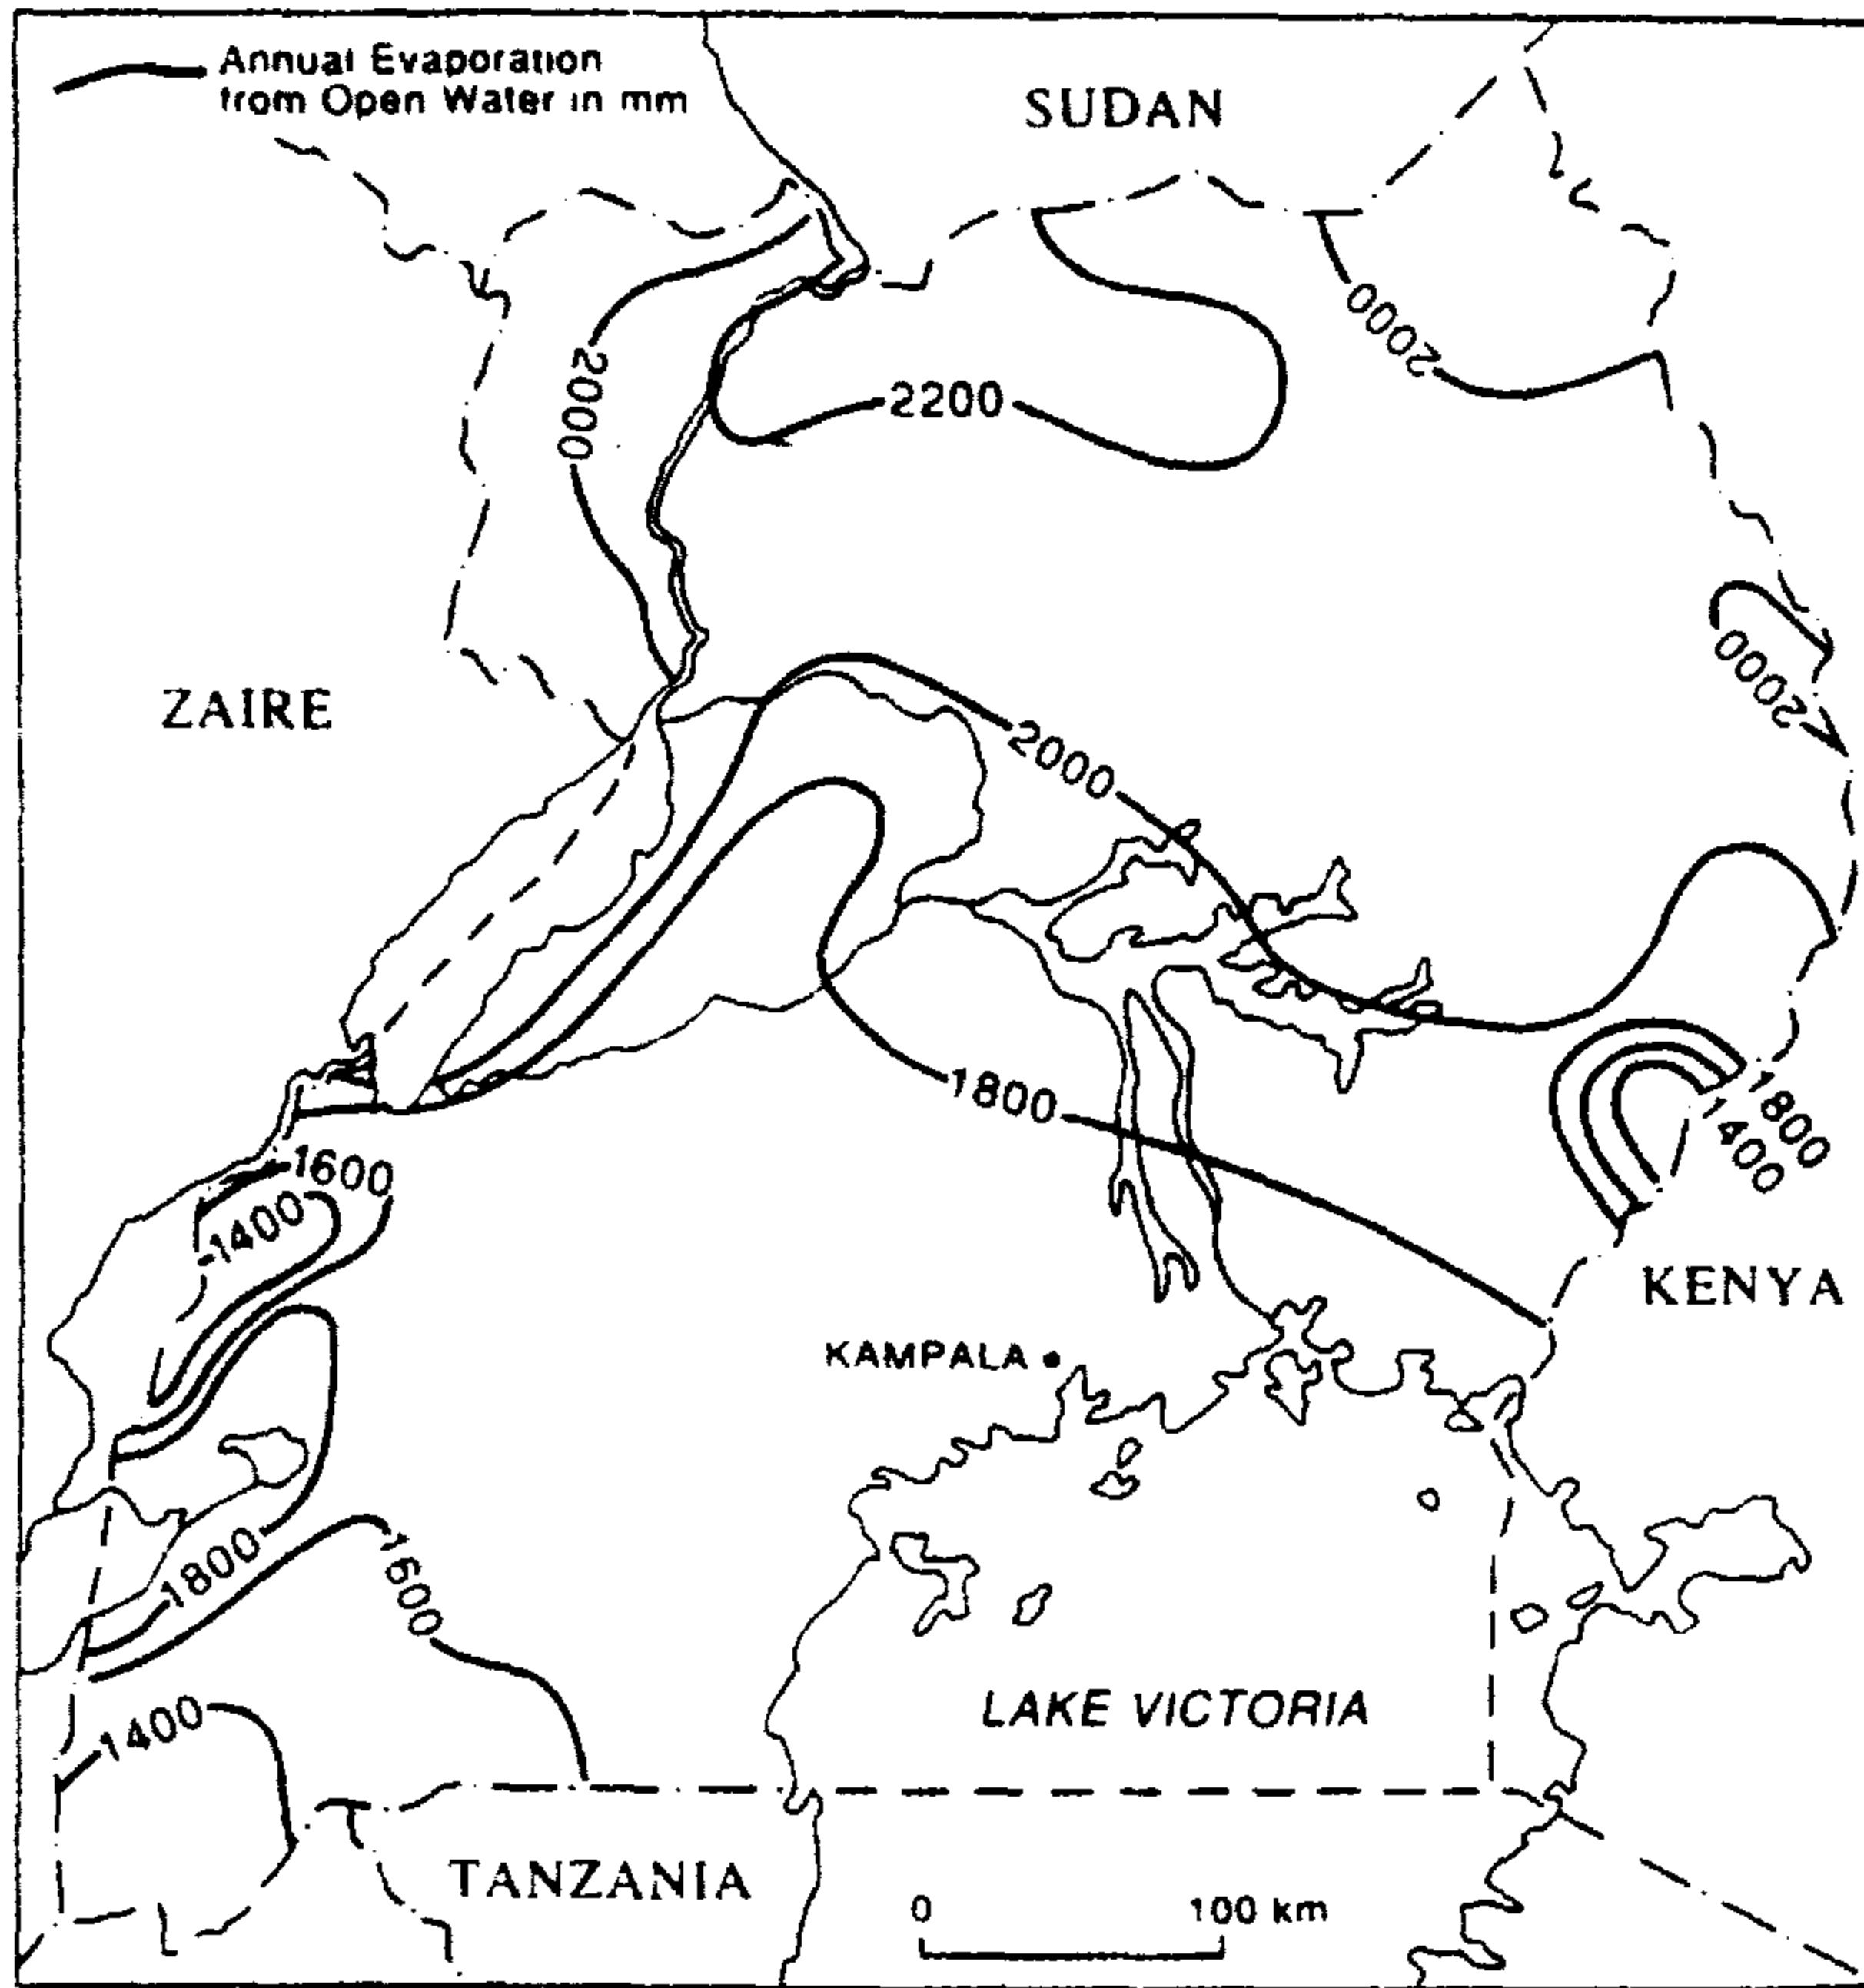 Annual Evaporation
from Open Water in mm
SUDAN
2000
2000
2200
2000
ZAIRE
2000
1800
1800
1400
1600
1400
KENYA
KAMPALA
1800
1600
LAKE VICTORIA
1400
TANZANIA
0 100 km